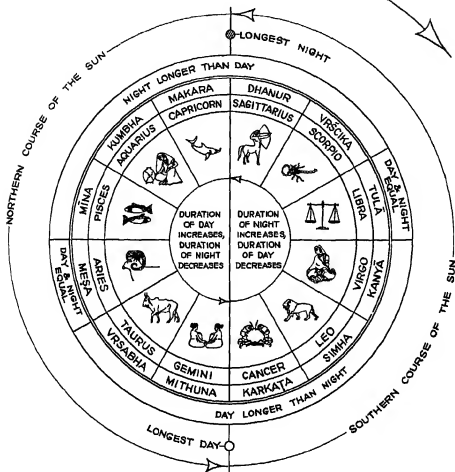 LONGEST NIGHT
NORTHERN COURSE OF THE SUN
NIGHT LONGER THAN DAY
MAKARA
CAPRICORN
DHANUR
SAGITTARIUS
KUMBHA
AQUARIUS
VRŚCIKA
SCORPIO
DAY & NIGHT
EQUAL
MĪNA
PISCES
TULĀ
LIBRA
DURATION
OF DAY
INCREASES,
DURATION
OF NIGHT
DECREASES
DURATION
OF NIGHT
INCREASES,
DURATION
OF DAY
DECREASES
DAY & NIGHT
EQUAL
ARIES
MEṢA
VIRGO
KANYĀ
TAURUS
VRSABHA
LEO
SIMHA
GEMINI
MITHUNA
CANCER
KARKAṬA
DAY LONGER THAN NIGHT
SOUTHERN COURSE OF THE SUN
LONGEST DAY